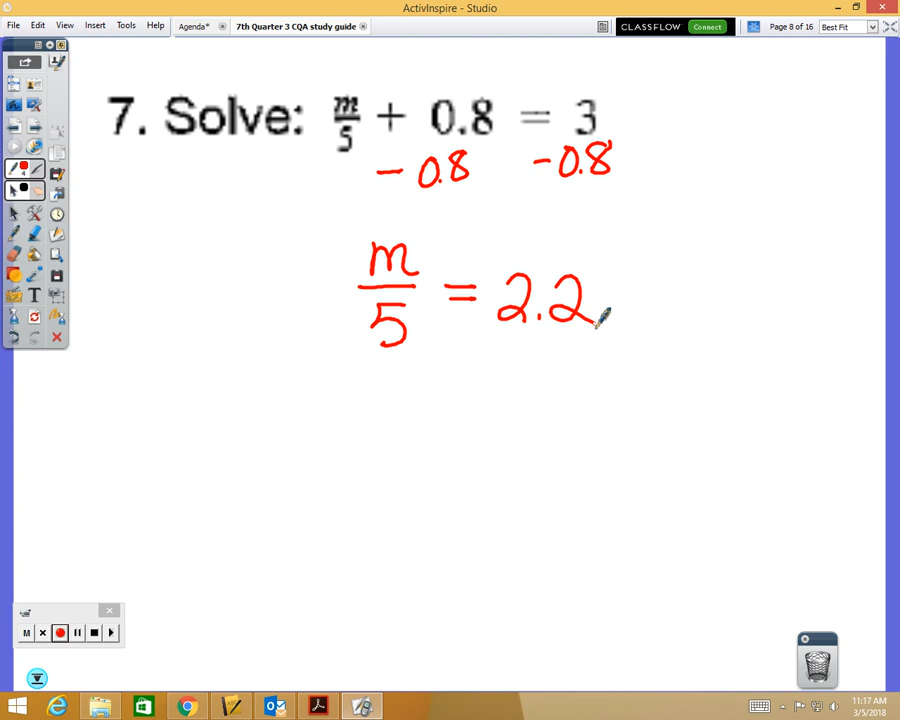 ActivInspire - Studio
File Edit View Insert Tools Help Agenda* 7th Quarter 3 CQA study guide CLASSFLOW Connect Page 8 of 16 Best Fit
7. Solve: m/5 + 0.8 = 3
- 0.8 -0.8
m/5 = 2.2
4
T
M
11:17 AM
3/5/2018